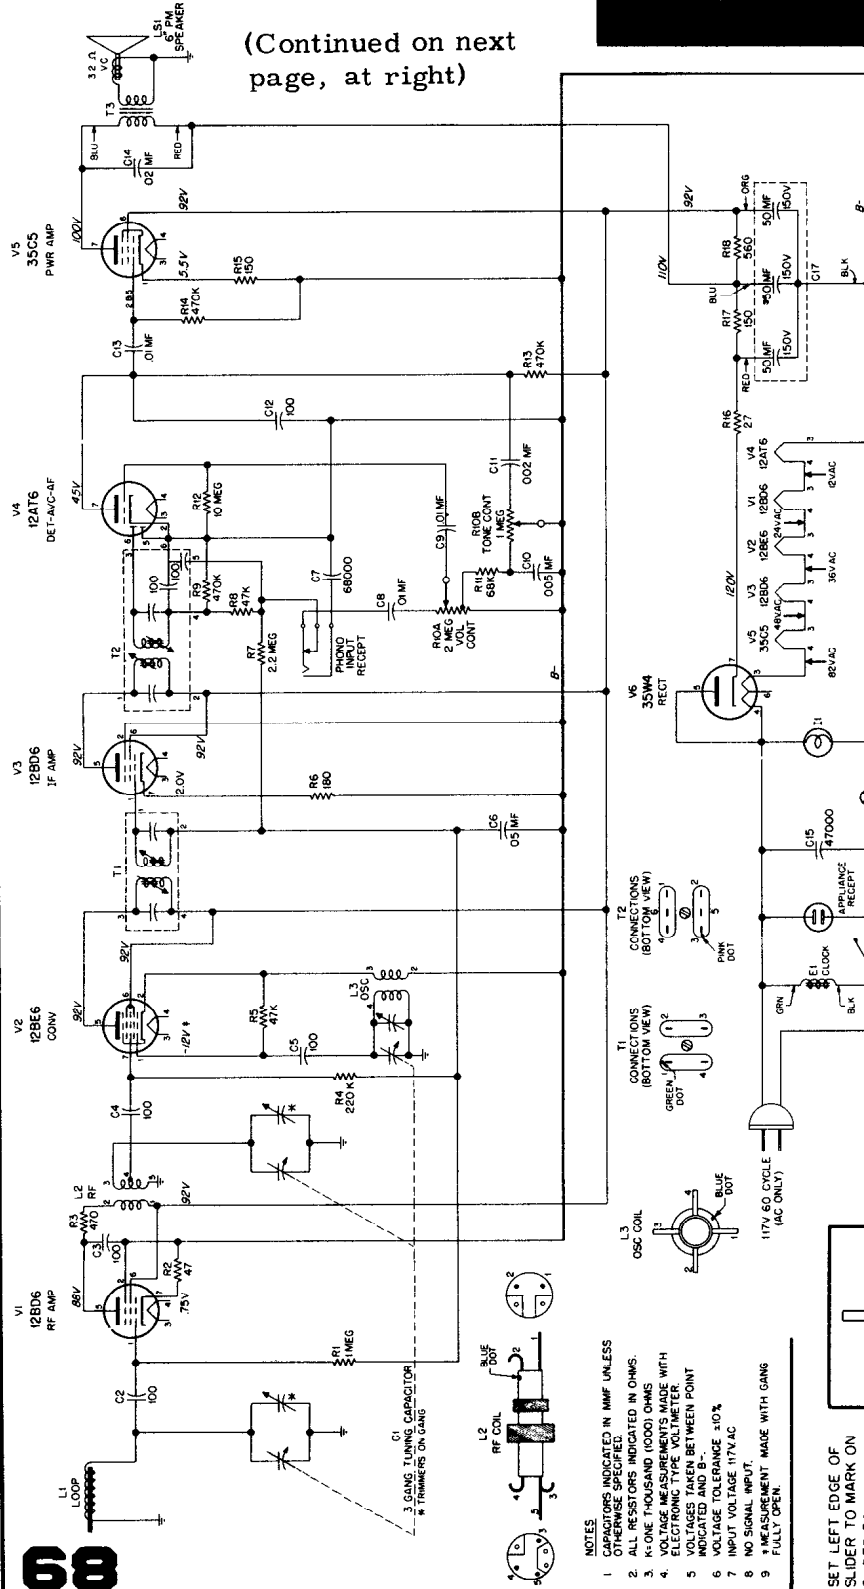 (Continued on next
page, at right)
68
LS1
6" PM
SPEAKER
3.2 Ω
VC
T3
BLU
RED
C14
.02 MF
V5
35C5
PWR AMP
100V
7
6
92V
3
4
5.5V
2 B5
R15
150
R14
470K
C13
.01 MF
R13
470K
C12
100
V4
12AT6
DET-AVC-AF
45V
7
R12
10 MEG
C9
.01 MF
C11
.002 MF
R10B
TONE CONT
1 MEG
R11
68K
C10
.005 MF
C7
68000
C8
.01 MF
R10A
2 MEG
VOL
CONT
PHONO
INPUT
RECEPT
R9
470K
R8
47K
R7
2.2 MEG
T2
100
100
V3
12BD6
IF AMP
92V
92V
2.0V
R6
180
C6
.05 MF
B-
T1
V2
12BE6
CONV
92V
92V
-12V *
R5
47K
C5
100
L3
OSC
R4
220 K
C4
100
L2
RF
R3
470
C3
100
V1
12BD6
RF AMP
88V
92V
R2
47
.75V
R1
1 MEG
C2
100
L1
LOOP
C1
3 GANG TUNING CAPACITOR
* TRIMMERS ON GANG
110V
92V
ORG
R18
560
BLU
R17
150
RED
50 MF
150V
*50 MF
150V
50 MF
150V
C17
BLK
B-
R16
27
120V
V4
12AT6
V1
12BD6
V2
12BE6
V3
12BD6
V5
35C5
12VAC
24VAC
36VAC
48VAC
82VAC
V6
35W4
RECT
I1
C15
47000
APPLIANCE
RECEPT
E1
CLOCK
GRN
BLK
117V 60 CYCLE
(AC ONLY)
T2
CONNECTIONS
(BOTTOM VIEW)
PINK
DOT
T1
CONNECTIONS
(BOTTOM VIEW)
GREEN
DOT
L3
OSC COIL
BLUE
DOT
L2
RF COIL
BLUE
DOT
NOTES
1 CAPACITORS INDICATED IN MMF UNLESS
OTHERWISE SPECIFIED.
2. ALL RESISTORS INDICATED IN OHMS.
3. K=ONE THOUSAND (1000) OHMS
4. VOLTAGE MEASUREMENTS MADE WITH
ELECTRONIC TYPE VOLTMETER.
5 VOLTAGES TAKEN BETWEEN POINT
INDICATED AND B-.
6 VOLTAGE TOLERANCE ±10%
7 INPUT VOLTAGE 117V. AC
8 NO SIGNAL INPUT.
9 * MEASUREMENT MADE WITH GANG
FULLY OPEN.
SET LEFT EDGE OF
SLIDER TO MARK ON